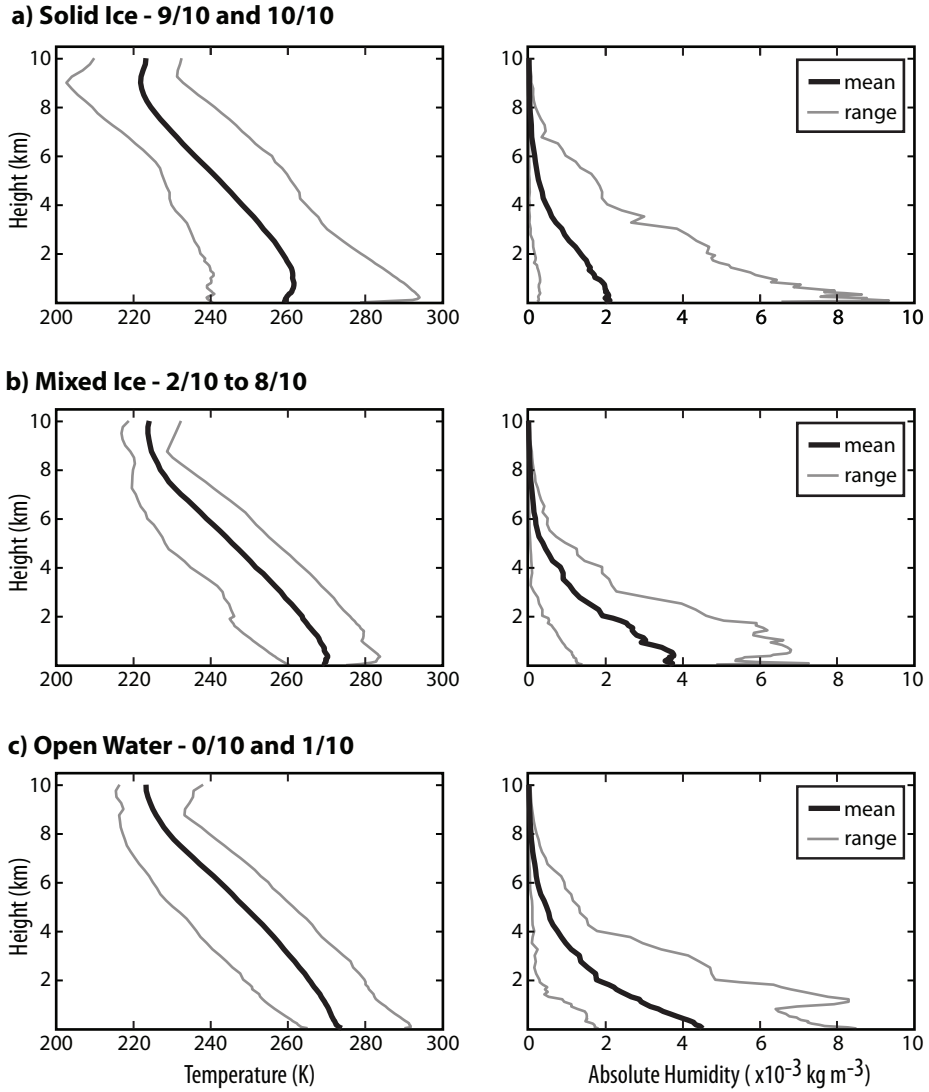 a) Solid Ice - 9/10 and 10/10
10
8
6
4
2
Height (km)
200 220 240 260 280 300
10
8
6
4
2
0 2 4 6 8 10
mean
range
b) Mixed Ice - 2/10 to 8/10
10
8
6
4
2
Height (km)
200 220 240 260 280 300
10
8
6
4
2
0 2 4 6 8 10
mean
range
c) Open Water - 0/10 and 1/10
10
8
6
4
2
Height (km)
200 220 240 260 280 300
Temperature (K)
10
8
6
4
2
0 2 4 6 8 10
Absolute Humidity ( x10⁻³ kg m⁻³)
mean
range